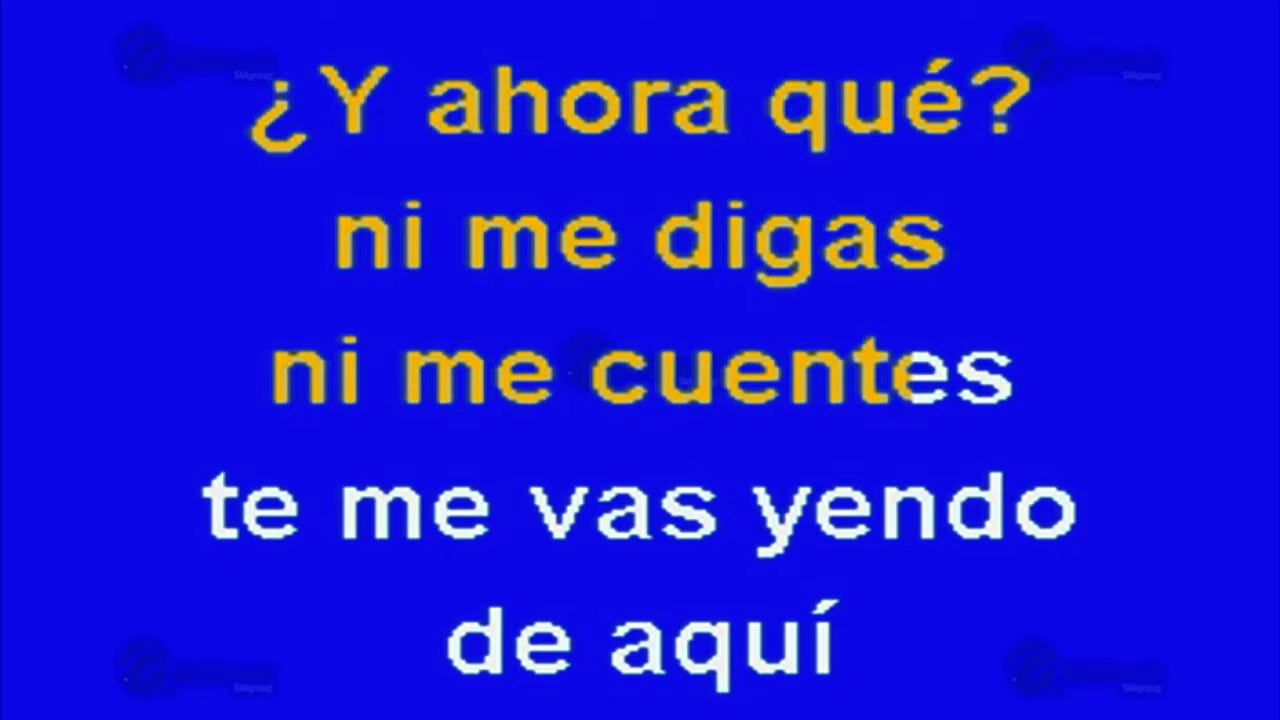 ¿Y ahora qué?
ni me digas
ni me cuentes
te me vas yendo
de aquí